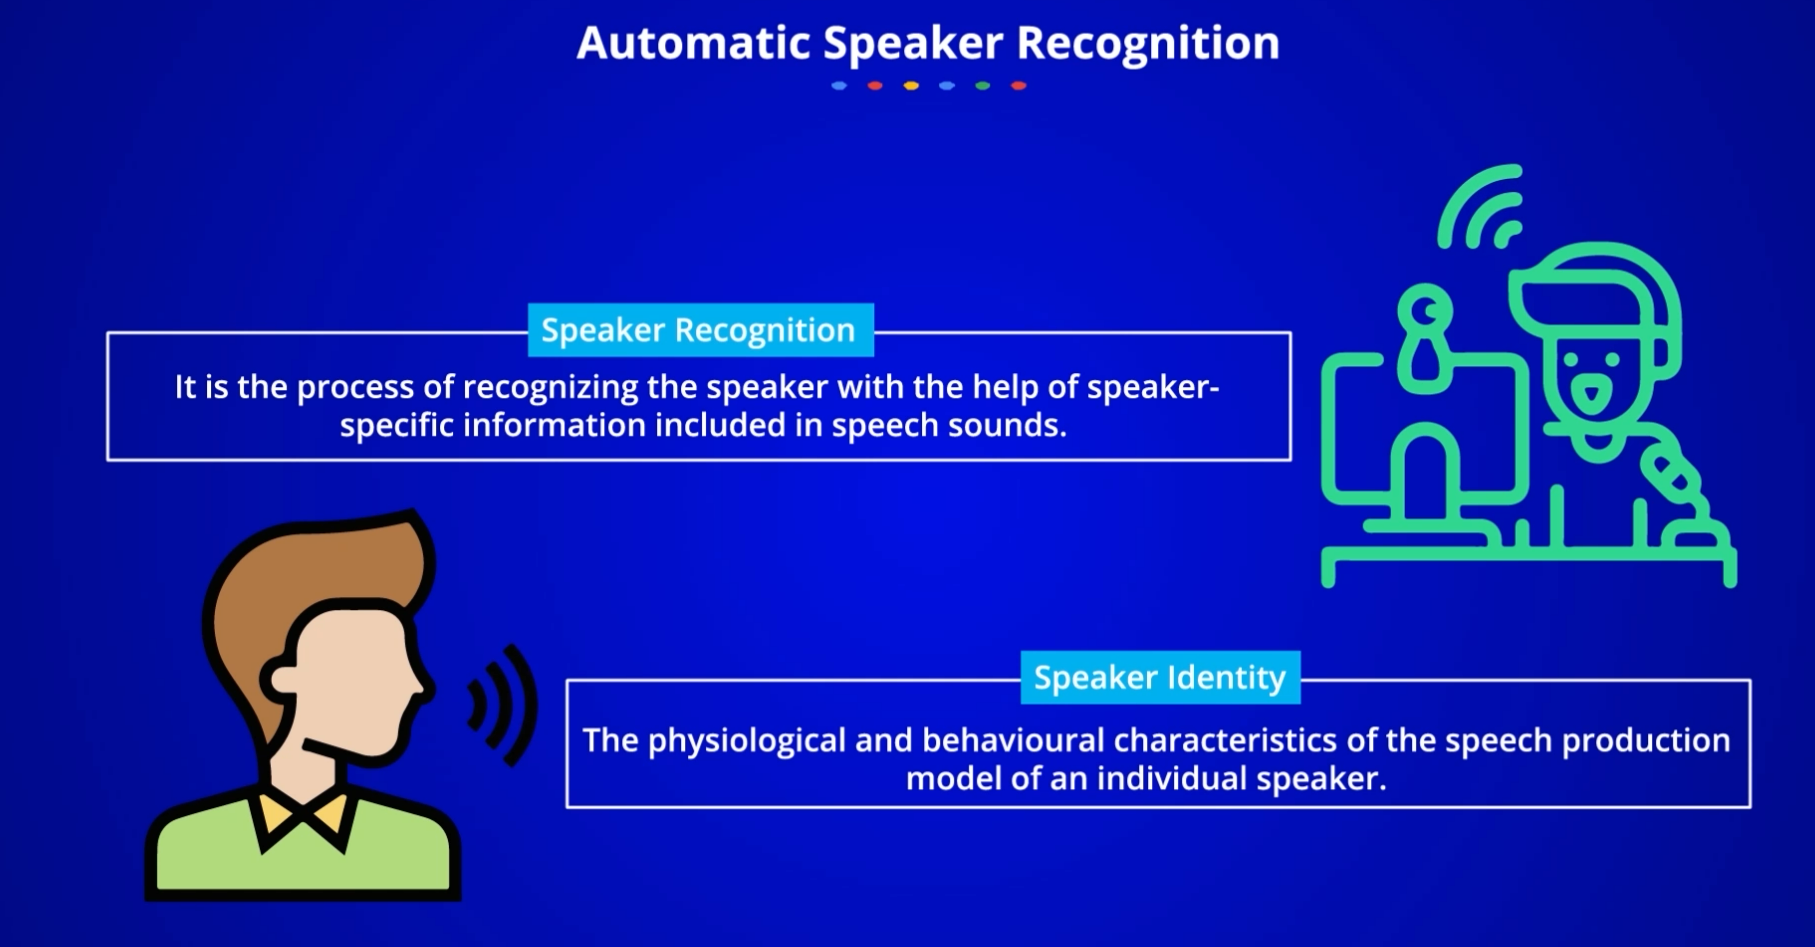 Automatic Speaker Recognition
Speaker Recognition
It is the process of recognizing the speaker with the help of speaker-
specific information included in speech sounds.
Speaker Identity
The physiological and behavioural characteristics of the speech production
model of an individual speaker.